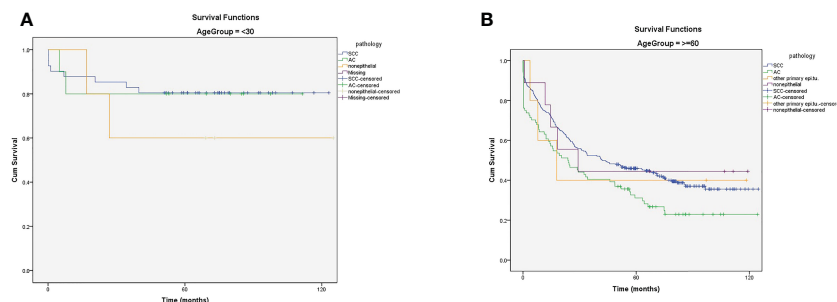 A
Survival Functions
AgeGroup = <30
pathology
SCC
AC
nonepithelial
Missing
SCC-censored
AC-censored
nonepithelial-censored
Missing-censored
Cum Survival
1.0
0.8
0.6
0.4
0.2
0.0
0
60
120
Time (months)
B
Survival Functions
AgeGroup = >=60
pathology
SCC
AC
other primary epitu.
nonepithelial
SCC-censored
AC-censored
other primary epitu.-censor
nonepithelial-censored
Cum Survival
1.0
0.8
0.6
0.4
0.2
0.0
0
60
120
Time (months)